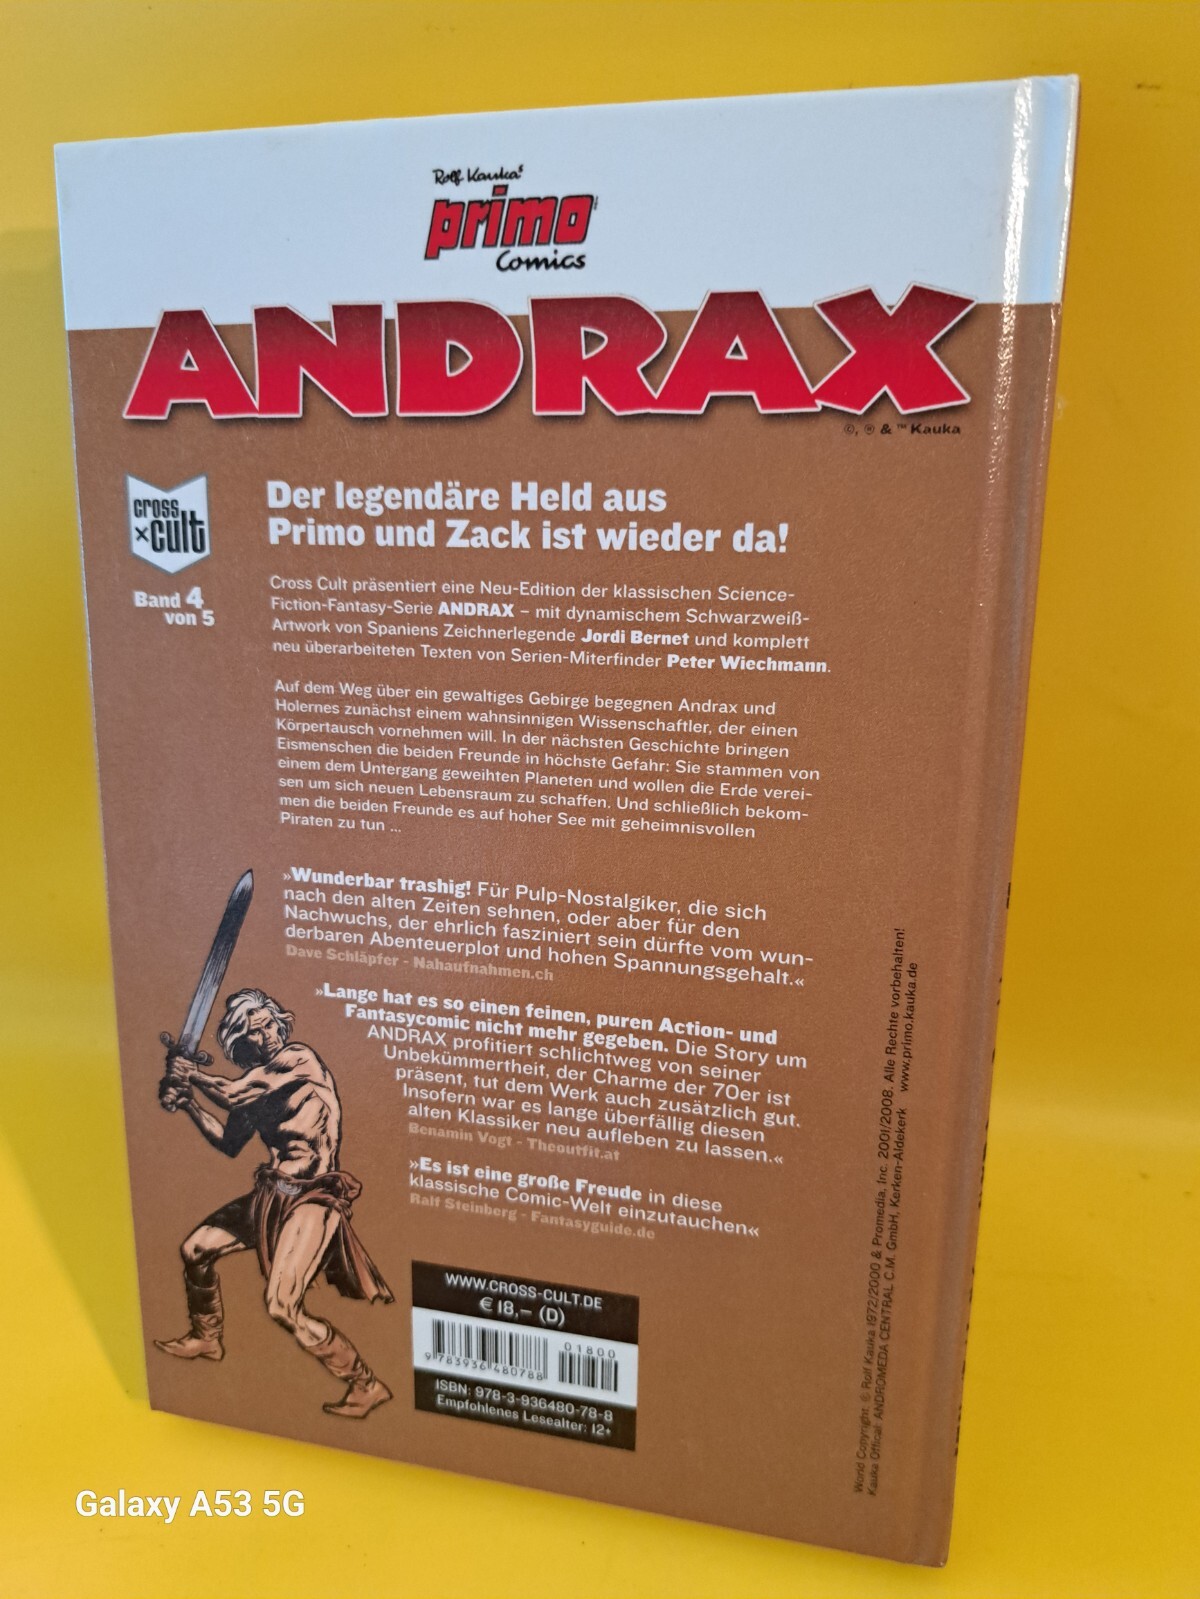 Rolf Kauka's
primo
Comics
ANDRAX
©, ® & ™ Kauka
cross
×cult
Band 4
von 5
Der legendäre Held aus
Primo und Zack ist wieder da!
Cross Cult präsentiert eine Neu-Edition der klassischen Science-
Fiction-Fantasy-Serie ANDRAX – mit dynamischem Schwarzweiß-
Artwork von Spaniens Zeichnerlegende Jordi Bernet und komplett
neu überarbeiteten Texten von Serien-Miterfinder Peter Wiechmann.
Auf dem Weg über ein gewaltiges Gebirge begegnen Andrax und
Holernes zunächst einem wahnsinnigen Wissenschaftler, der einen
Körpertausch vornehmen will. In der nächsten Geschichte bringen
Eismenschen die beiden Freunde in höchste Gefahr: Sie stammen von
einem dem Untergang geweihten Planeten und wollen die Erde verei-
sen um sich neuen Lebensraum zu schaffen. Und schließlich bekom-
men die beiden Freunde es auf hoher See mit geheimnisvollen
Piraten zu tun ...
»Wunderbar trashig! Für Pulp-Nostalgiker, die sich
nach den alten Zeiten sehnen, oder aber für den
Nachwuchs, der ehrlich fasziniert sein dürfte vom wun-
derbaren Abenteuerplot und hohen Spannungsgehalt.«
Dave Schläpfer - Nahaufnahmen.ch
»Lange hat es so einen feinen, puren Action- und
Fantasycomic nicht mehr gegeben. Die Story um
ANDRAX profitiert schlichtweg von seiner
Unbekümmertheit, der Charme der 70er ist
präsent, tut dem Werk auch zusätzlich gut.
Insofern war es lange überfällig diesen
alten Klassiker neu aufleben zu lassen.«
Benamin Vogt - Theoutfit.at
»Es ist eine große Freude in diese
klassische Comic-Welt einzutauchen«
Ralf Steinberg - Fantasyguide.de
WWW.CROSS-CULT.DE
€ 18,– (D)
01800
9 783936 480788
ISBN: 978-3-936480-78-8
Empfohlenes Lesealter: 12+
World Copyright: © Rolf Kauka 1972/2000 & Promedia, Inc. 2001/2008. Alle Rechte vorbehalten!
Kauka Offical: ANDROMEDA CENTRAL C.M. GmbH, Kerken-Aldekerk www.primo.kauka.de
Galaxy A53 5G